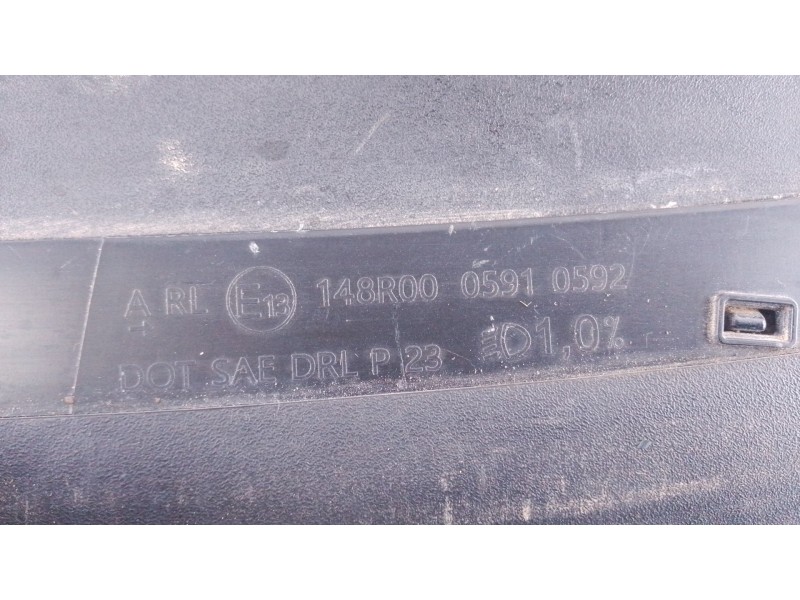 A RL E13 148R00 0591 0592
DOT SAE DRL P 23 1,0%